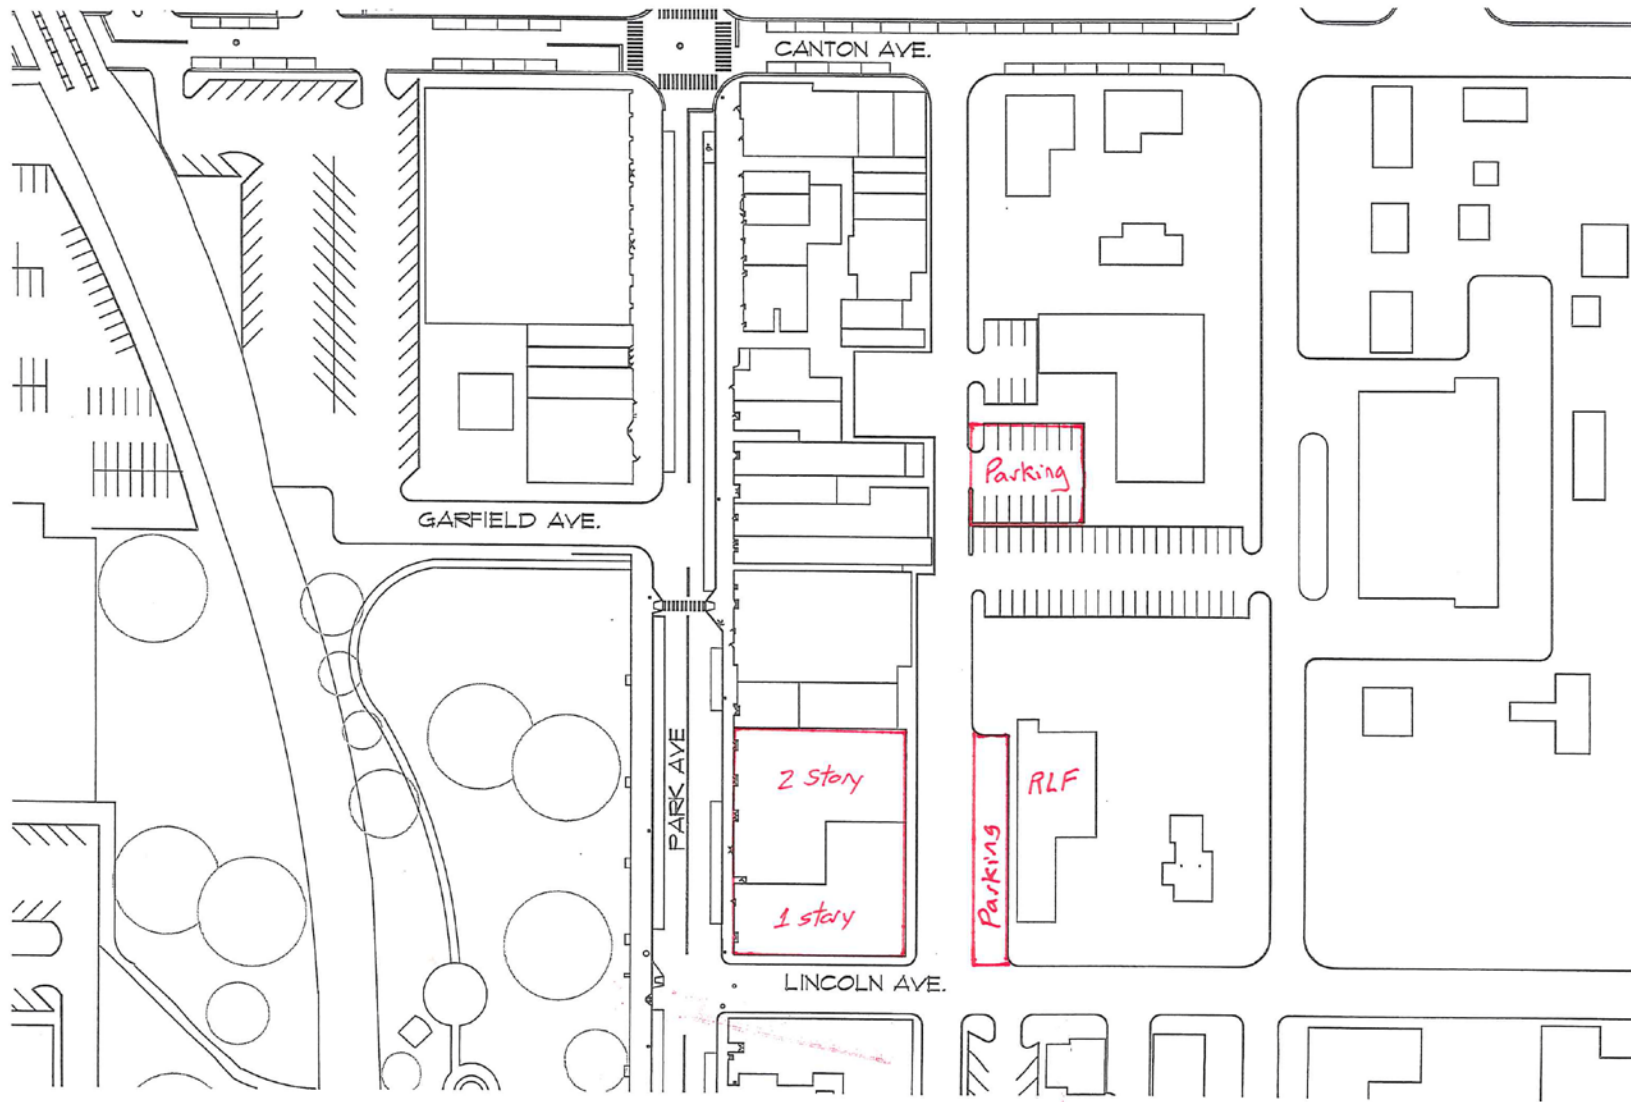 CANTON AVE.
Parking
GARFIELD AVE.
PARK AVE
2 Story
RLF
Parking
1 story
LINCOLN AVE.